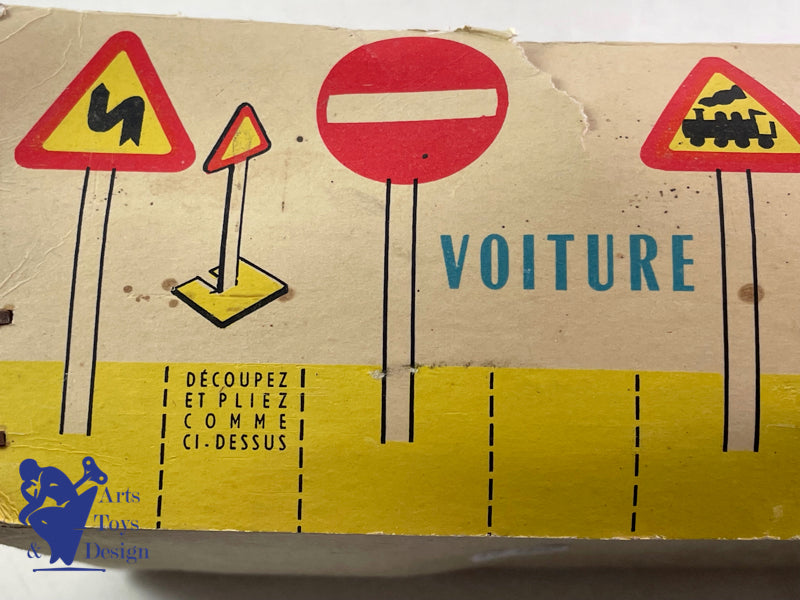 VOITURE
DÉCOUPEZ
ET PLIEZ
COMME
CI-DESSUS
Arts
Toys
& Design